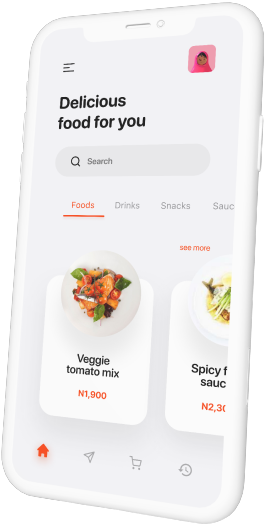 Delicious
food for you
Search
Foods Drinks Snacks Sauc
see more
Veggie
tomato mix
N1,900
Spicy f
sauc
N2,30